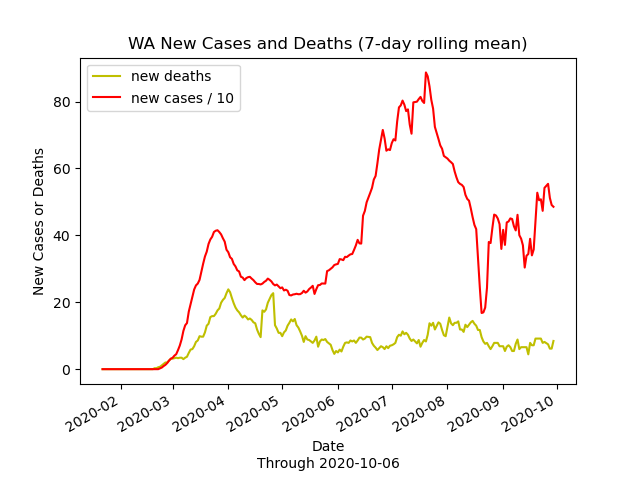 WA New Cases and Deaths (7-day rolling mean)
new deaths
new cases / 10
New Cases or Deaths
80
60
40
20
0
2020-02
2020-03
2020-04
2020-05
2020-06
2020-07
2020-08
2020-09
2020-10
Date
Through 2020-10-06